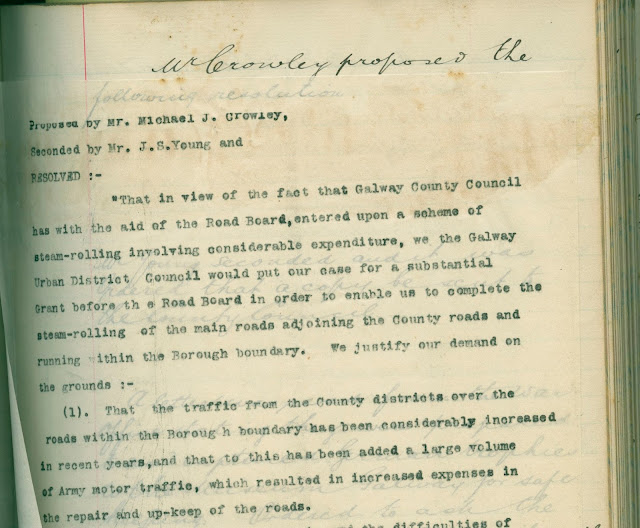 Mr Crowley proposed the
following resolution.
Proposed by Mr. Michael J. Crowley,
Seconded by Mr. J.S.Young and
RESOLVED :-
"That in view of the fact that Galway County Council
has with the aid of the Road Board,entered upon a scheme of
steam-rolling involving considerable expenditure, we the Galway
Urban District Council would put our case for a substantial
Grant before th e Road Board in order to enable us to complete the
steam-rolling of the main roads adjoining the County roads and
running within the Borough boundary. We justify our demand on
the grounds :-
(1). That the traffic from the County districts over the
roads within the Boroug h boundary has been considerably increased
in recent years,and that to this has been added a large volume
of Army motor traffic, which resulted in increased expenses in
the repair and up-keep of the roads.
the difficulties of